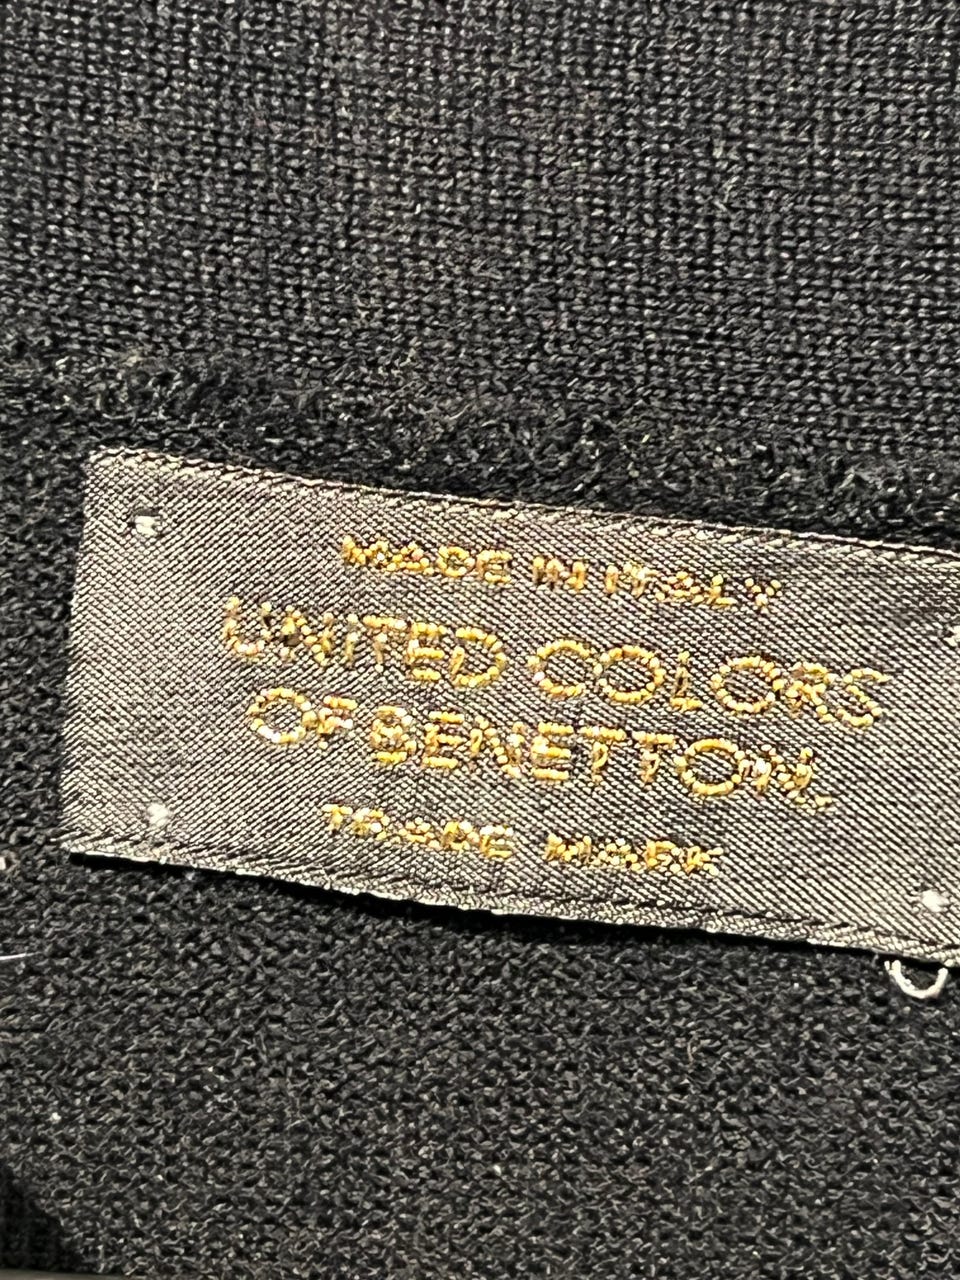 MADE IN ITALY
UNITED COLORS
OF BENETTON.
TRADE MARK